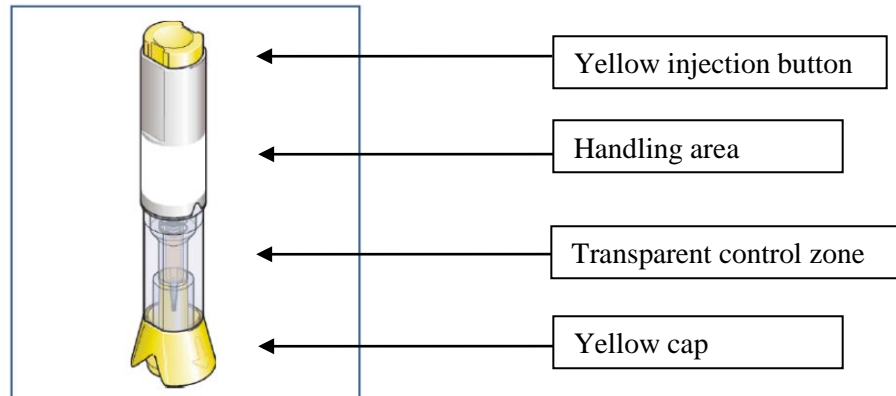 Yellow injection button
Handling area
Transparent control zone
Yellow cap